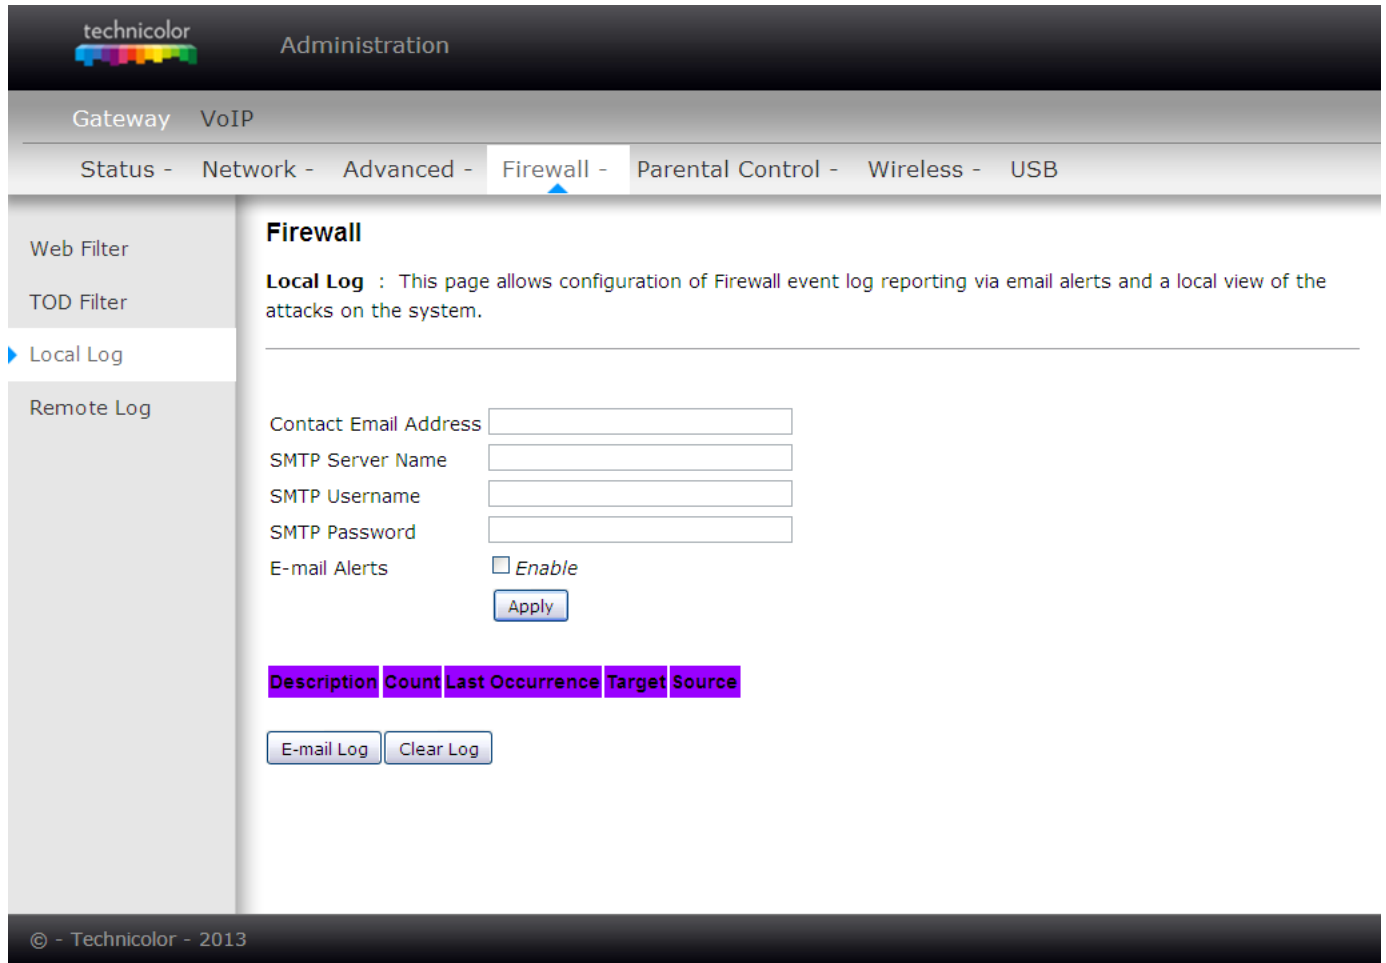 technicolor
Administration
Gateway VoIP
Status - Network - Advanced - Firewall - Parental Control - Wireless - USB
Web Filter
TOD Filter
Local Log
Remote Log
Firewall
Local Log : This page allows configuration of Firewall event log reporting via email alerts and a local view of the
attacks on the system.
Contact Email Address
SMTP Server Name
SMTP Username
SMTP Password
E-mail Alerts Enable
Apply
Description Count Last Occurrence Target Source
E-mail Log Clear Log
© - Technicolor - 2013